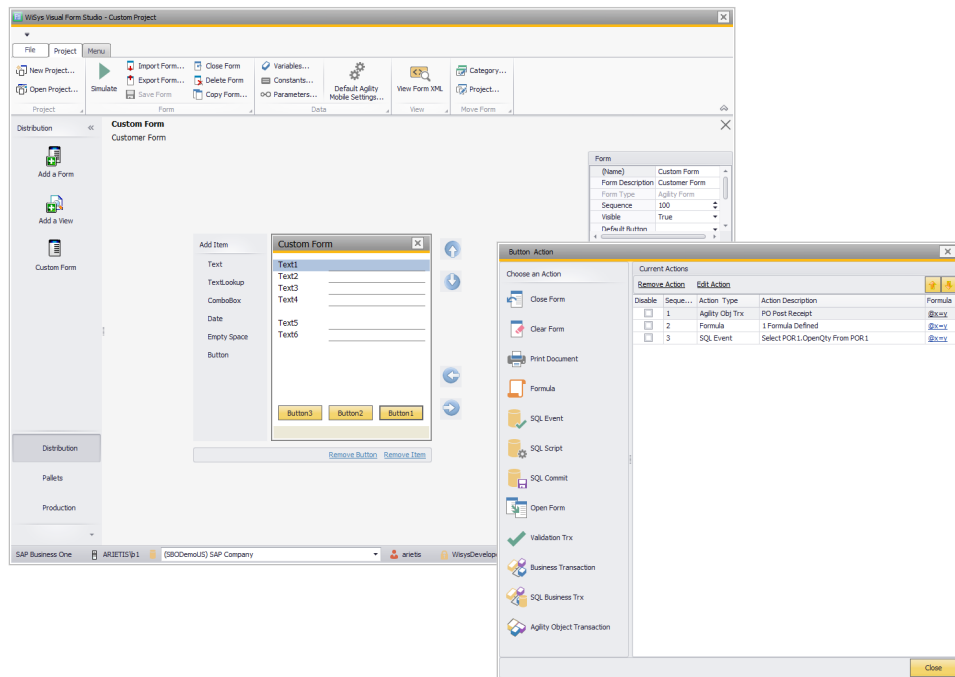 WiSys Visual Form Studio - Custom Project
File Project Menu
New Project...
Open Project...
Project
Simulate
Import Form...
Export Form...
Save Form
Close Form
Delete Form
Copy Form...
Form
Variables...
Constants...
Parameters...
Default Agility
Mobile Settings...
Data
View Form XML
View
Category...
Project...
Move Form
Distribution
Add a Form
Add a View
Custom Form
Distribution
Pallets
Production
Custom Form
Customer Form
Add Item
Text
TextLookup
ComboBox
Date
Empty Space
Button
Custom Form
Text1
Text2
Text3
Text4
Text5
Text6
Button3 Button2 Button1
Remove Button Remove Item
Form
(Name) Custom Form
Form Description Customer Form
Form Type Agility Form
Sequence 100
Visible True
Default Button
SAP Business One ARIETIS\p1 (SBODemoUS) SAP Company arietis WisysDevelope
Button Action
Choose an Action
Close Form
Clear Form
Print Document
Formula
SQL Event
SQL Script
SQL Commit
Open Form
Validation Trx
Business Transaction
SQL Business Trx
Agility Object Transaction
Current Actions
Remove Action Edit Action
Disable Seque... Action Type Action Description Formula
1 Agility Obj Trx PO Post Receipt @x=y
2 Formula 1 Formula Defined @x=y
3 SQL Event Select POR1.OpenQty From POR1 @x=y
Close